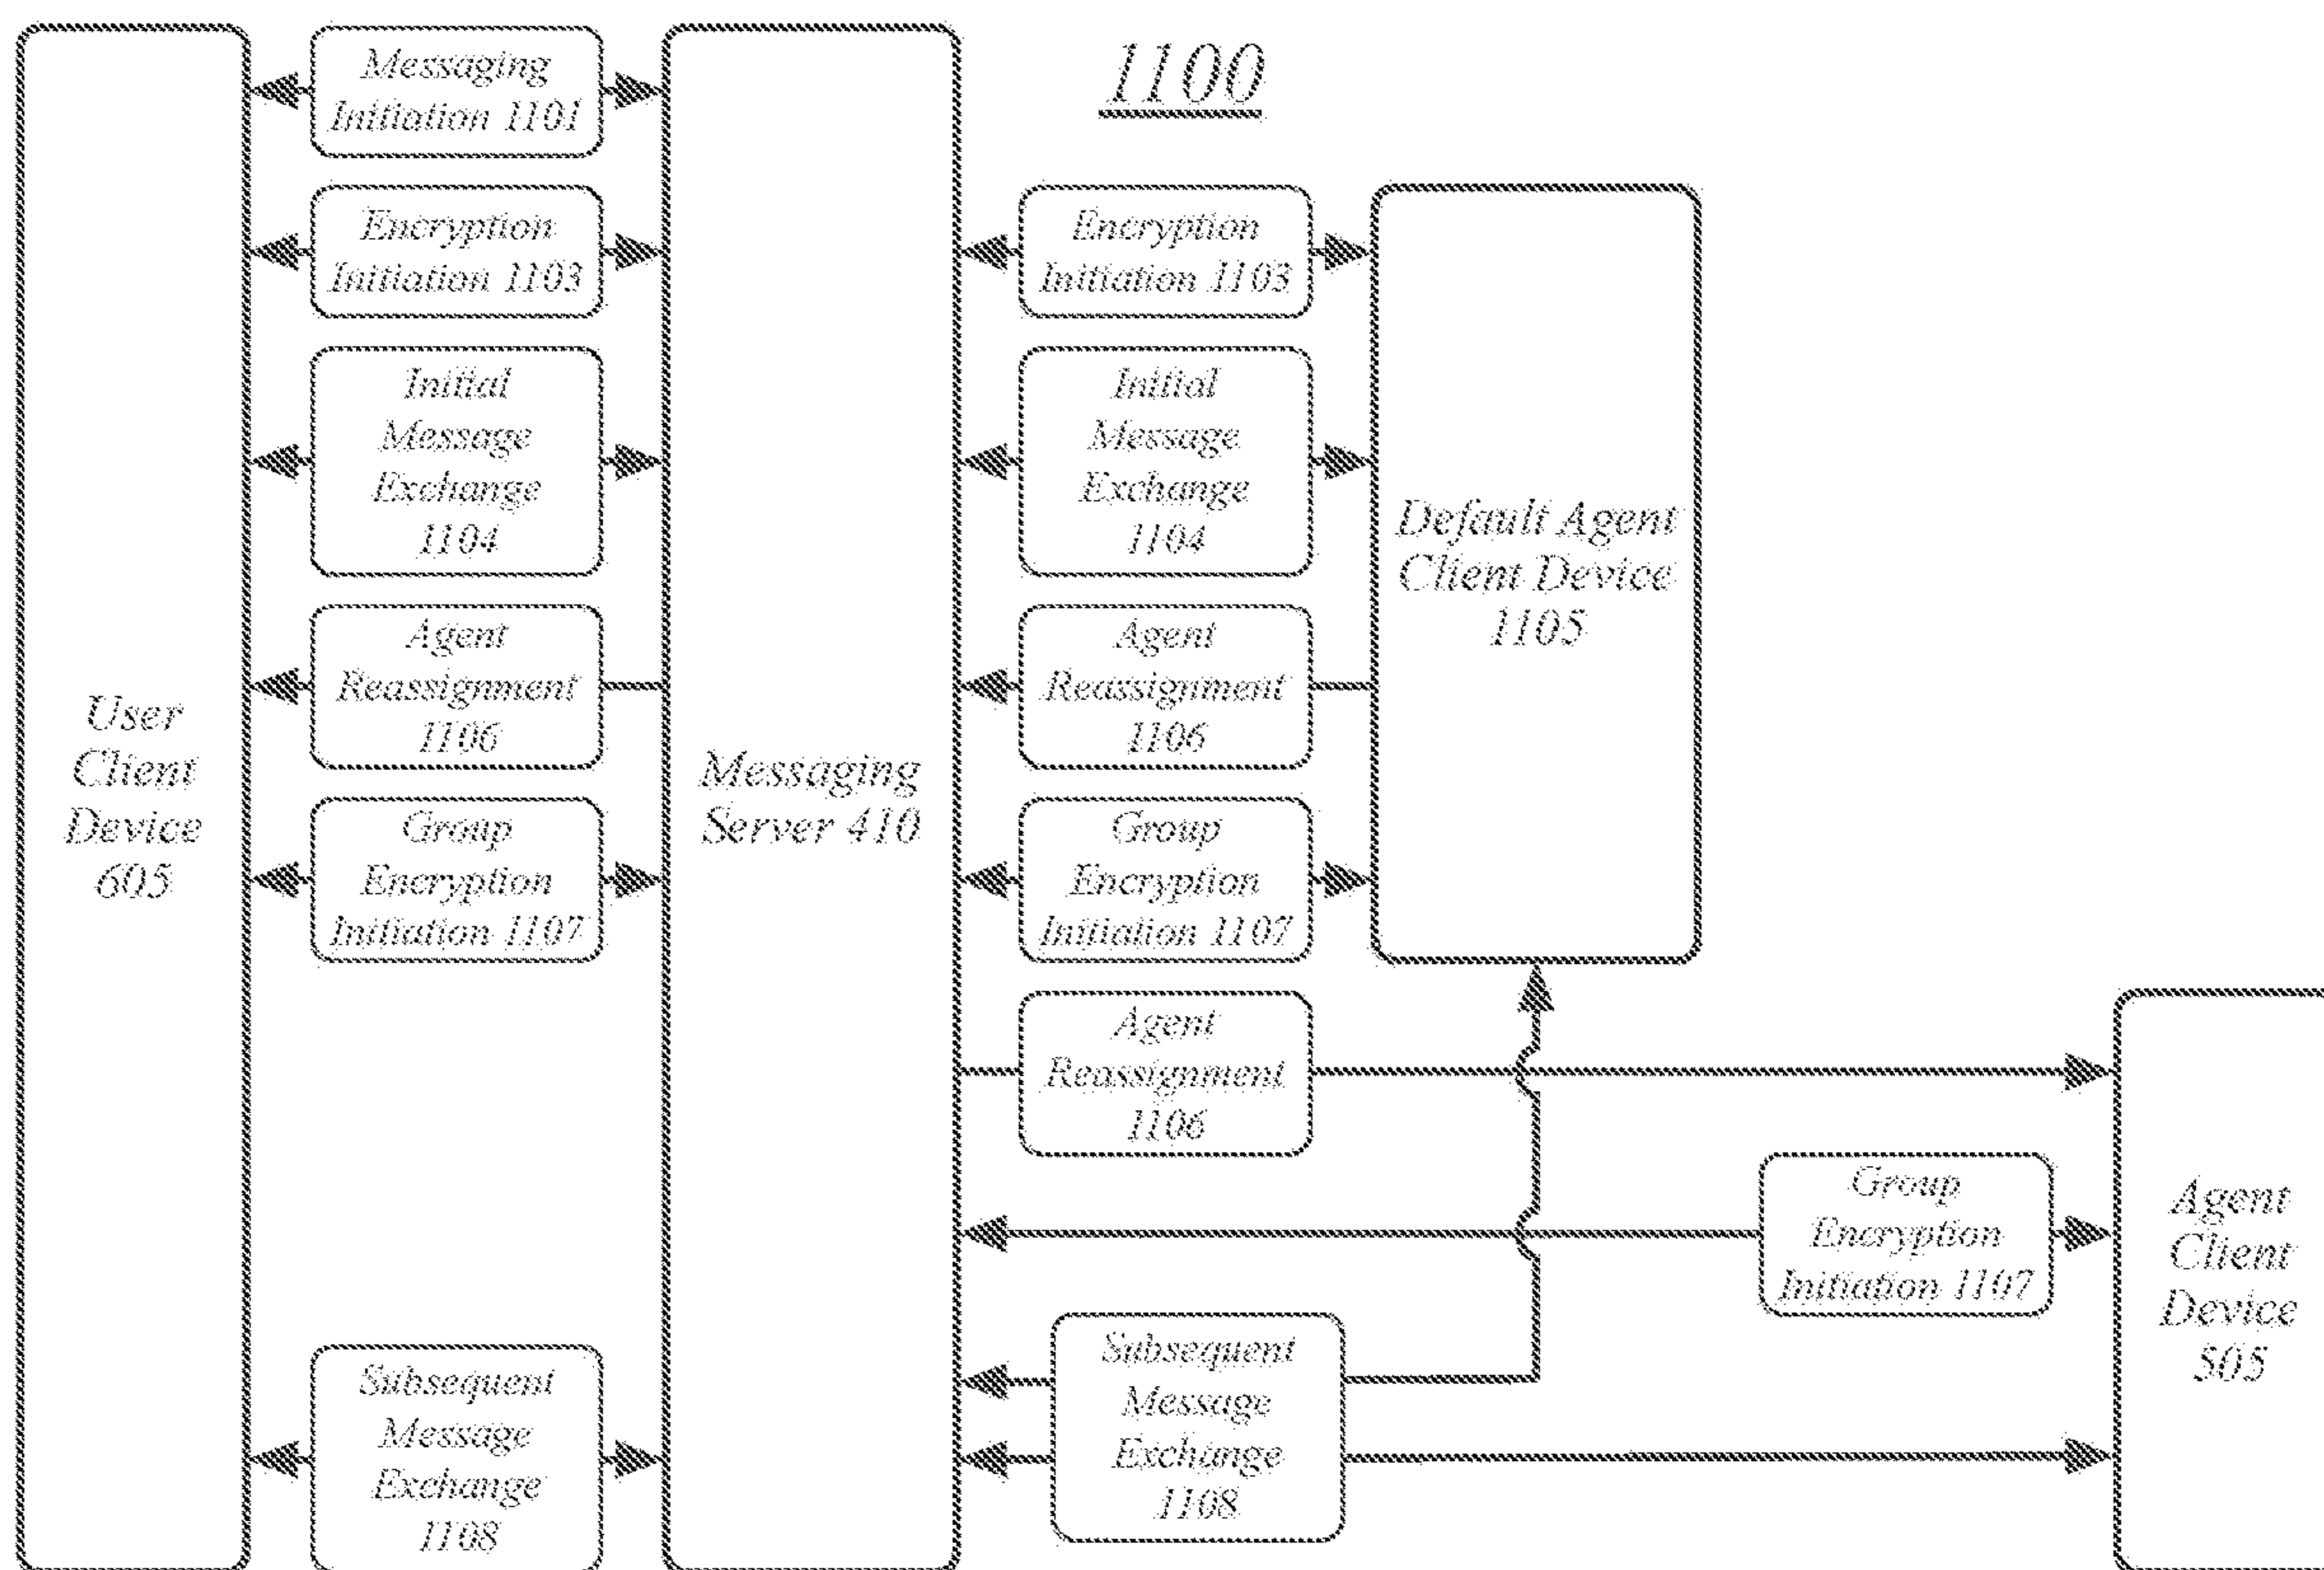 1100
Messaging
Initiation 1101
Encryption
Initiation 1103
Encryption
Initiation 1103
Initial
Message
Exchange
1104
Initial
Message
Exchange
1104
Default Agent
Client Device
1105
Agent
Reassignment
1106
Agent
Reassignment
1106
User
Client
Device
605
Messaging
Server 410
Group
Encryption
Initiation 1107
Group
Encryption
Initiation 1107
Agent
Reassignment
1106
Group
Encryption
Initiation 1107
Agent
Client
Device
505
Subsequent
Message
Exchange
1108
Subsequent
Message
Exchange
1108